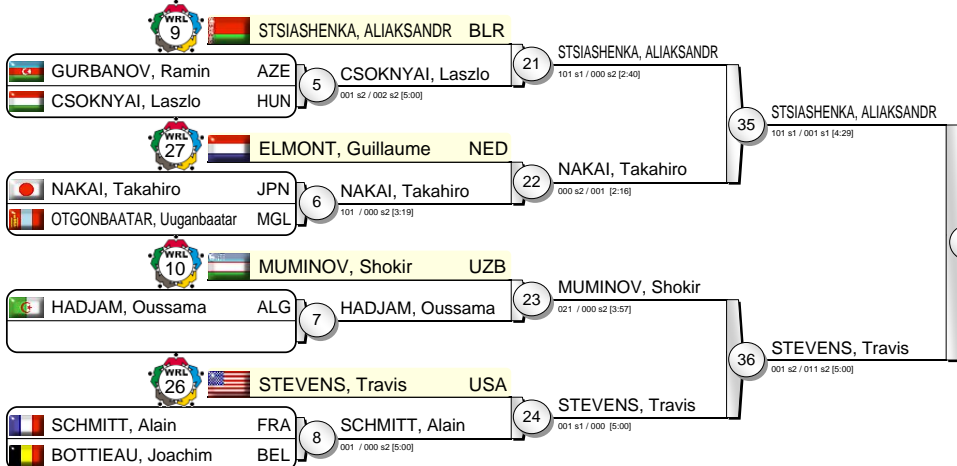 WRL 9 STSIASHENKA, ALIAKSANDR BLR
GURBANOV, Ramin AZE
CSOKNYAI, Laszlo HUN
5 CSOKNYAI, Laszlo
001 s2 / 002 s2 [5:00]
21 STSIASHENKA, ALIAKSANDR
101 s1 / 000 s2 [2:40]
WRL 27 ELMONT, Guillaume NED
NAKAI, Takahiro JPN
OTGONBAATAR, Uuganbaatar MGL
6 NAKAI, Takahiro
101 / 000 s2 [3:19]
22 NAKAI, Takahiro
000 s2 / 001 [2:16]
35 STSIASHENKA, ALIAKSANDR
101 s1 / 001 s1 [4:29]
WRL 10 MUMINOV, Shokir UZB
HADJAM, Oussama ALG
7 HADJAM, Oussama
23 MUMINOV, Shokir
021 / 000 s2 [3:57]
WRL 26 STEVENS, Travis USA
SCHMITT, Alain FRA
BOTTIEAU, Joachim BEL
8 SCHMITT, Alain
001 / 000 s2 [5:00]
24 STEVENS, Travis
001 s1 / 000 [5:00]
36 STEVENS, Travis
001 s2 / 011 s2 [5:00]